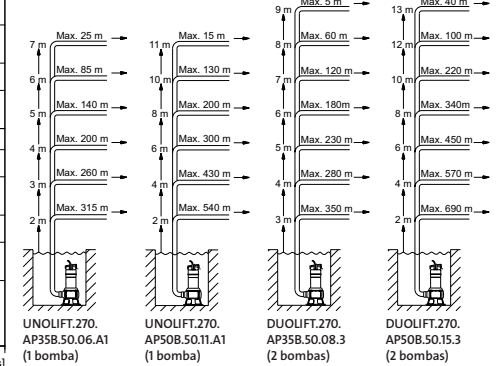 7 m Max. 25 m
6 m Max. 85 m
5 m Max. 140 m
4 m Max. 200 m
3 m Max. 260 m
2 m Max. 315 m
UNOLIFT.270.
AP35B.50.06.A1
(1 bomba)
11 m Max. 15 m
10 m Max. 130 m
8 m Max. 200 m
6 m Max. 300 m
4 m Max. 430 m
2 m Max. 540 m
UNOLIFT.270.
AP50B.50.11.A1
(1 bomba)
9 m Max. 5 m
8 m Max. 60 m
7 m Max. 120 m
6 m Max. 180m
5 m Max. 230 m
4 m Max. 280 m
3 m Max. 350 m
DUOLIFT.270.
AP35B.50.08.3
(2 bombas)
13 m Max. 40 m
12 m Max. 100 m
10 m Max. 220 m
8 m Max. 340m
6 m Max. 450 m
4 m Max. 570 m
2 m Max. 690 m
DUOLIFT.270.
AP50B.50.15.3
(2 bombas)